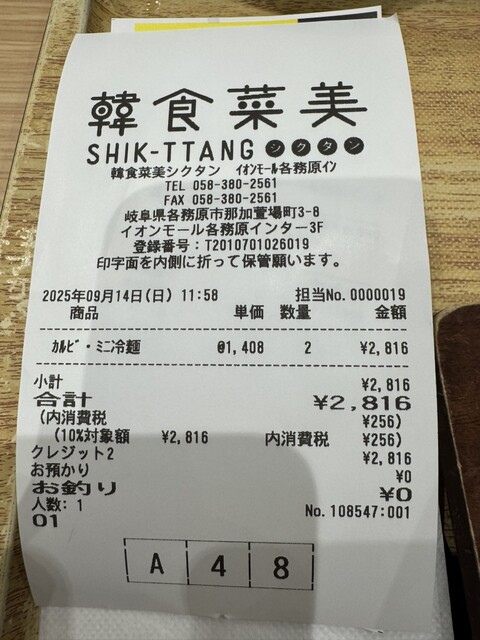 韓食菜美
SHIK-TTANG シクタン
韓食菜美シクタン ｲｵﾝﾓｰﾙ各務原ｲﾝ
TEL 058-380-2561
FAX 058-380-2561
岐阜県各務原市那加萱場町3-8
イオンモール各務原インター3F
登録番号：T2010701026019
印字面を内側に折って保管願います。
2025年09月14日(日) 11:58 担当No.0000019
商品 単価 数量 金額
ｶﾙﾋﾞ・ﾐﾆ冷麺 @1,408 2 ¥2,816
小計 ¥2,816
合計 ¥2,816
(内消費税 ¥256)
(10%対象額 ¥2,816 内消費税 ¥256)
クレジット2 ¥2,816
お預かり ¥0
お釣り ¥0
人数: 1 No.108547:001
01
A 4 8